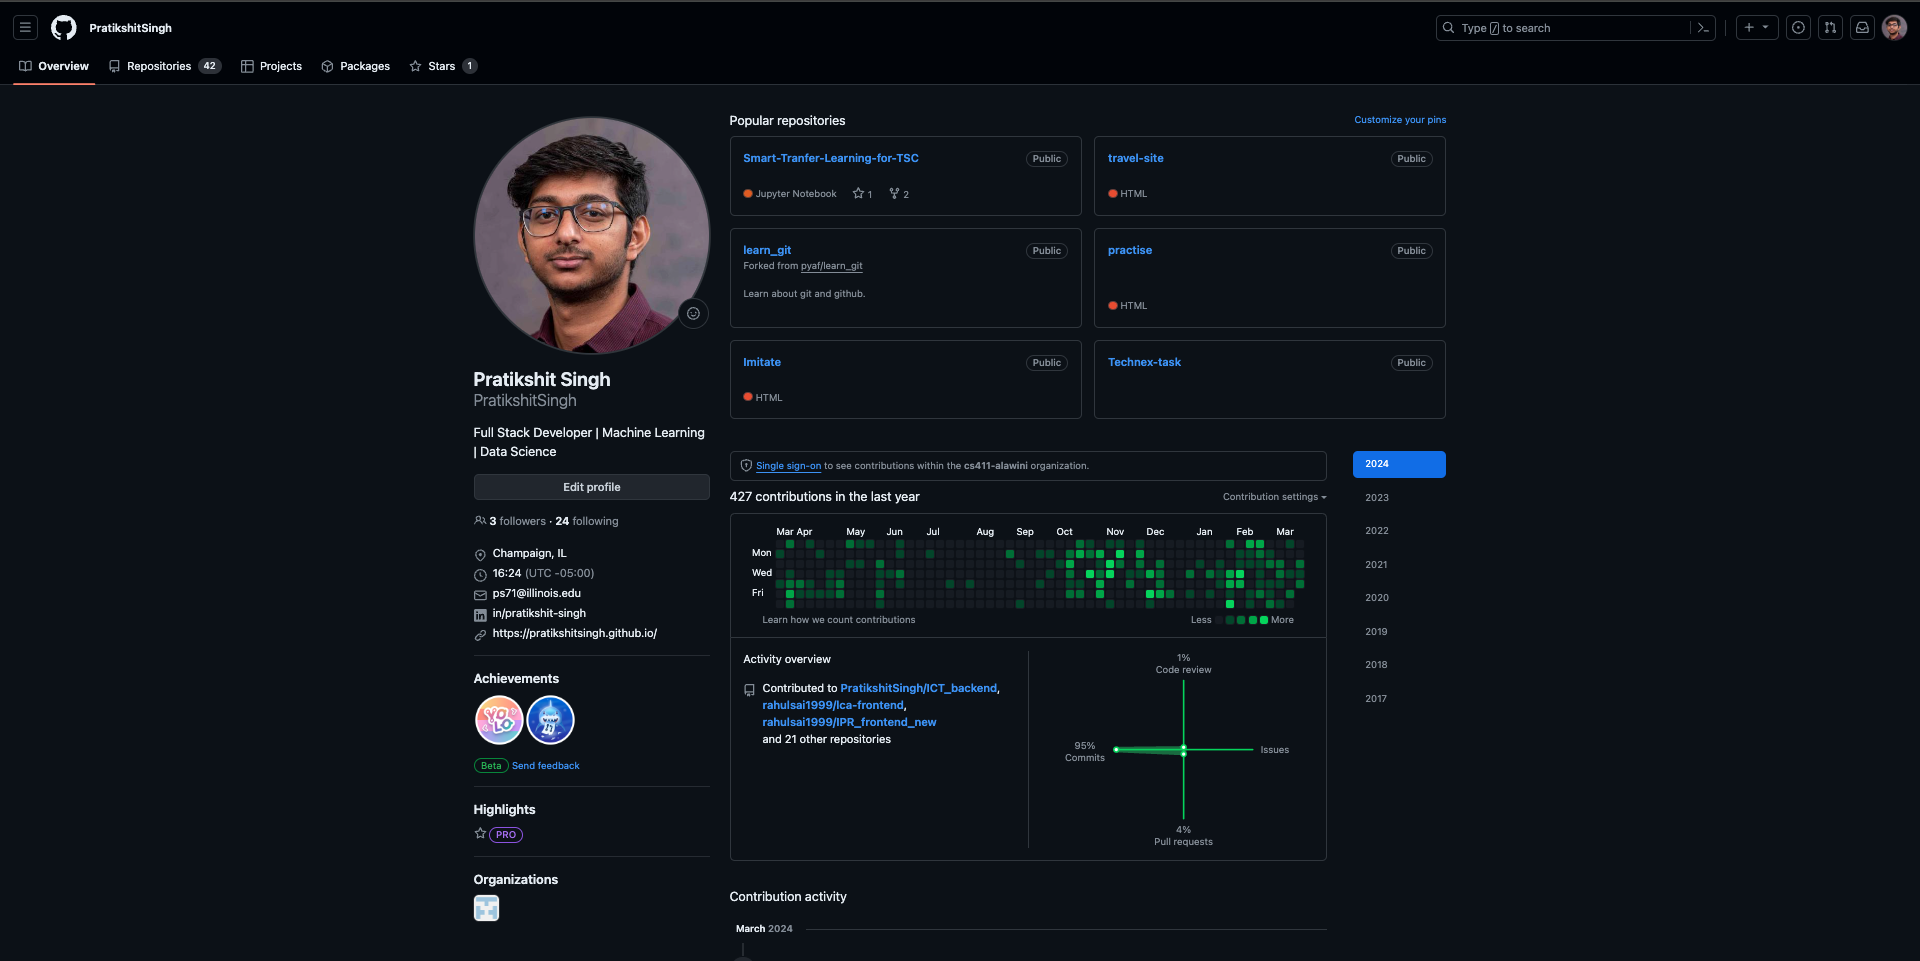 PratikshitSingh
Type / to search
Overview
Repositories 42
Projects
Packages
Stars 1
Pratikshit Singh
PratikshitSingh
Full Stack Developer | Machine Learning
| Data Science
Edit profile
3 followers · 24 following
Champaign, IL
16:24 (UTC -05:00)
ps71@illinois.edu
in/pratikshit-singh
https://pratikshitsingh.github.io/
Achievements
YOLO
Beta Send feedback
Highlights
PRO
Organizations
Popular repositories
Customize your pins
Smart-Tranfer-Learning-for-TSC
Public
Jupyter Notebook 1 2
travel-site
Public
HTML
learn_git
Public
Forked from pyaf/learn_git
Learn about git and github.
practise
Public
HTML
Imitate
Public
HTML
Technex-task
Public
Single sign-on to see contributions within the cs411-alawini organization.
427 contributions in the last year
Contribution settings
Mar Apr May Jun Jul Aug Sep Oct Nov Dec Jan Feb Mar
Mon
Wed
Fri
Learn how we count contributions
Less More
Activity overview
Contributed to PratikshitSingh/ICT_backend,
rahulsai1999/lca-frontend,
rahulsai1999/IPR_frontend_new
and 21 other repositories
1%
Code review
95%
Commits
Issues
4%
Pull requests
2024
2023
2022
2021
2020
2019
2018
2017
Contribution activity
March 2024